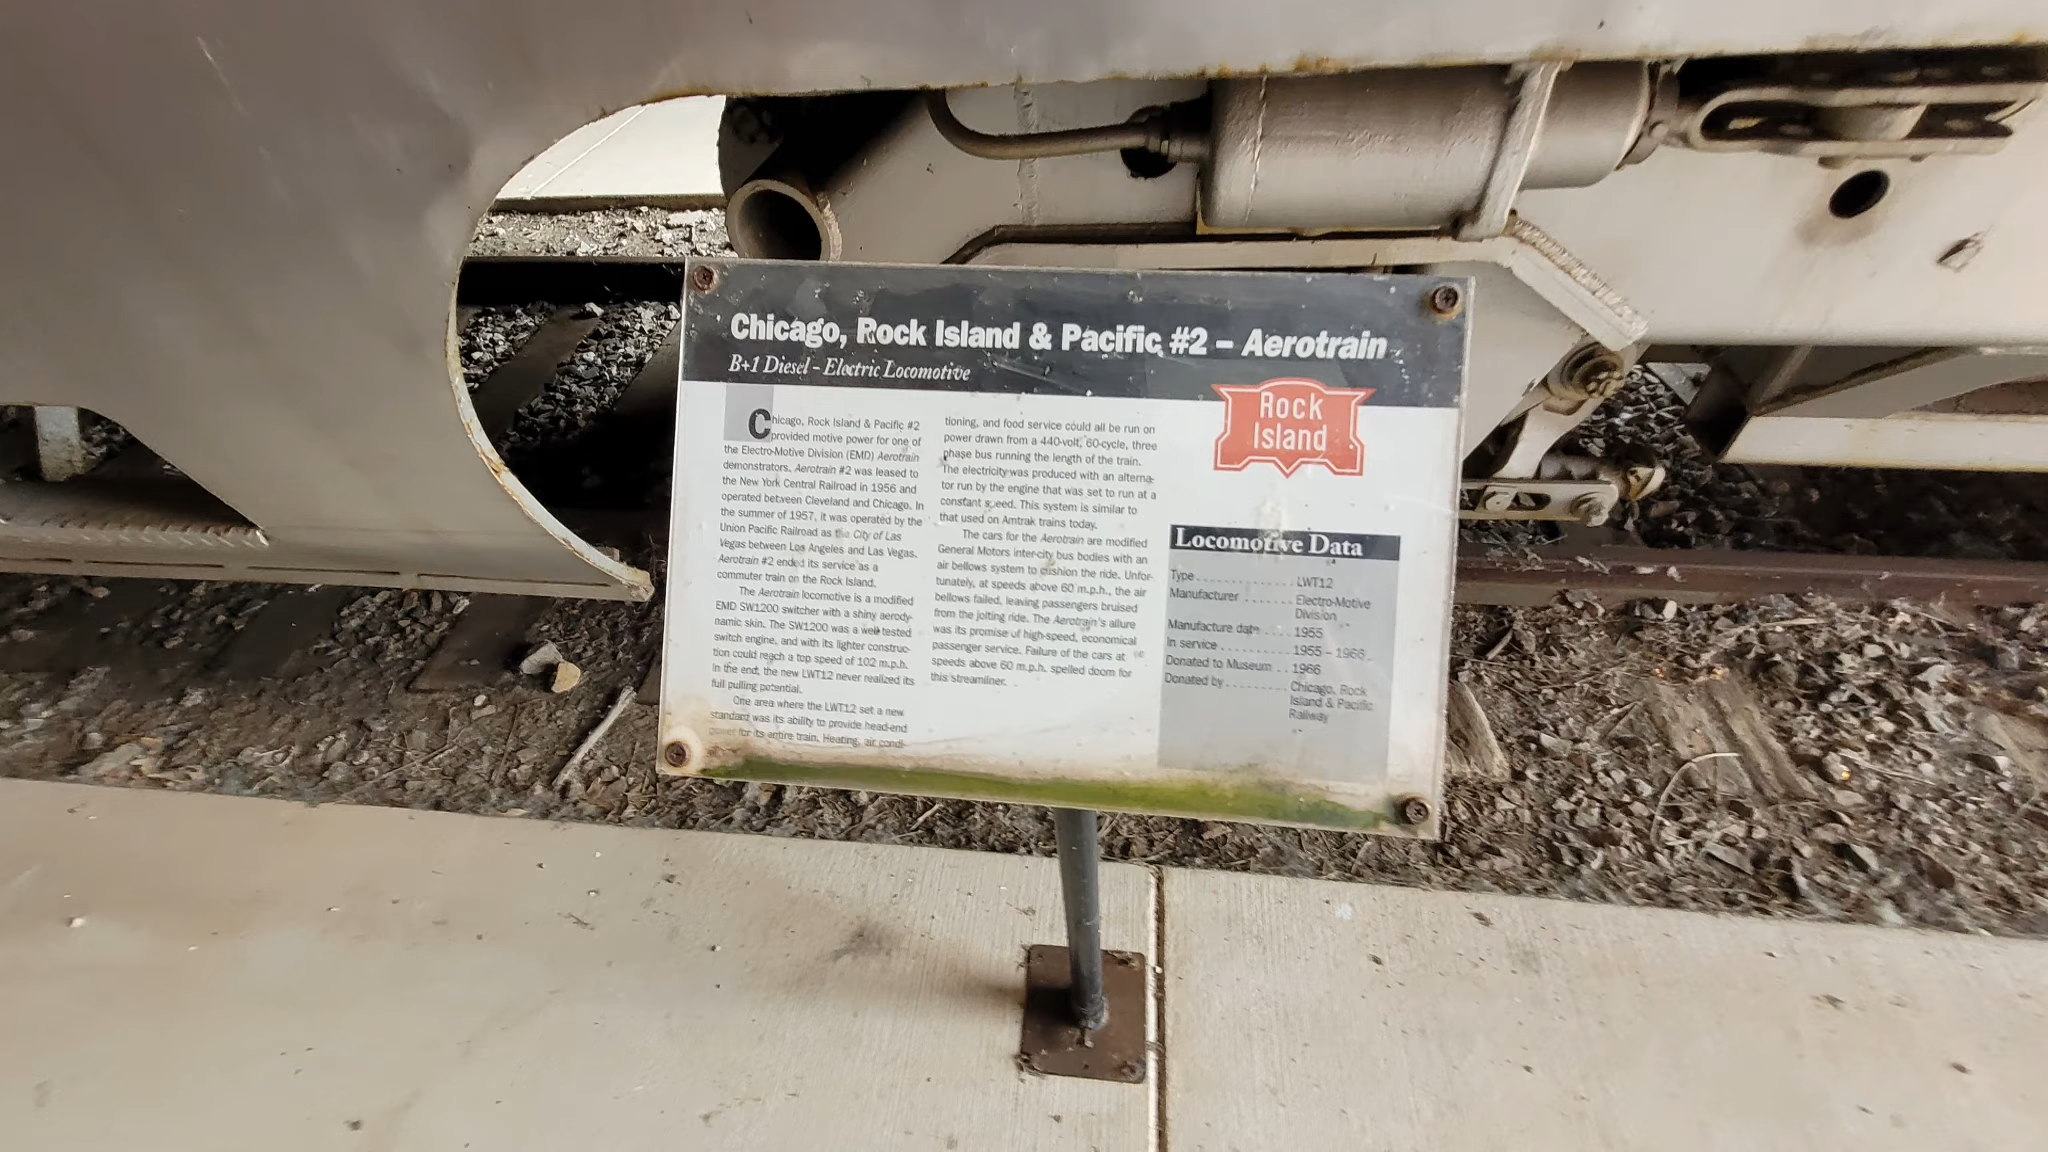 Chicago, Rock Island & Pacific #2 – Aerotrain
B+1 Diesel - Electric Locomotive
Chicago, Rock Island & Pacific #2
provided motive power for one of
the Electro-Motive Division (EMD) Aerotrain
demonstrators. Aerotrain #2 was leased to
the New York Central Railroad in 1956 and
operated between Cleveland and Chicago. In
the summer of 1957, it was operated by the
Union Pacific Railroad as the City of Las
Vegas between Los Angeles and Las Vegas.
Aerotrain #2 ended its service as a
commuter train on the Rock Island.
The Aerotrain locomotive is a modified
EMD SW1200 switcher with a shiny aerody-
namic skin. The SW1200 was a well tested
switch engine, and with its lighter construc-
tion could reach a top speed of 102 m.p.h.
In the end, the new LWT12 never realized its
full pulling potential.
One area where the LWT12 set a new
standard was its ability to provide head-end
power for its entire train. Heating, air condi-
tioning, and food service could all be run on
power drawn from a 440-volt, 60-cycle, three
phase bus running the length of the train.
The electricity was produced with an alterna-
tor run by the engine that was set to run at a
constant speed. This system is similar to
that used on Amtrak trains today.
The cars for the Aerotrain are modified
General Motors inter-city bus bodies with an
air bellows system to cushion the ride. Unfor-
tunately, at speeds above 60 m.p.h., the air
bellows failed, leaving passengers bruised
from the jolting ride. The Aerotrain's allure
was its promise of high-speed, economical
passenger service. Failure of the cars at
speeds above 60 m.p.h. spelled doom for
this streamliner.
Rock
Island
Locomotive Data
Type . . . . . . . . . . . . . . LWT12
Manufacturer . . . . . . . Electro-Motive
Division
Manufacture date . . . . 1955
In service . . . . . . . . . . 1955 – 1966
Donated to Museum . . 1966
Donated by . . . . . . . . . Chicago, Rock
Island & Pacific
Railway